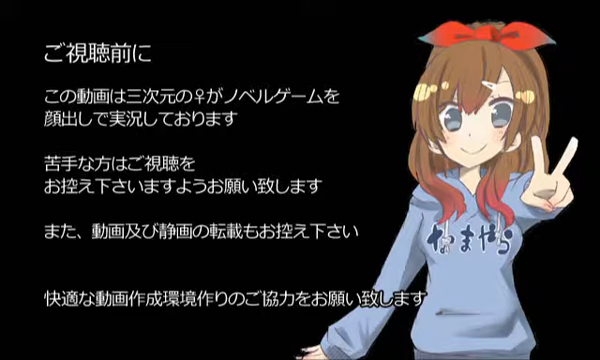 ご視聴前に
この動画は三次元の♀がノベルゲームを
顔出しで実況しております
苦手な方はご視聴を
お控え下さいますようお願い致します
また、動画及び静画の転載もお控え下さい
快適な動画作成環境作りのご協力をお願い致します